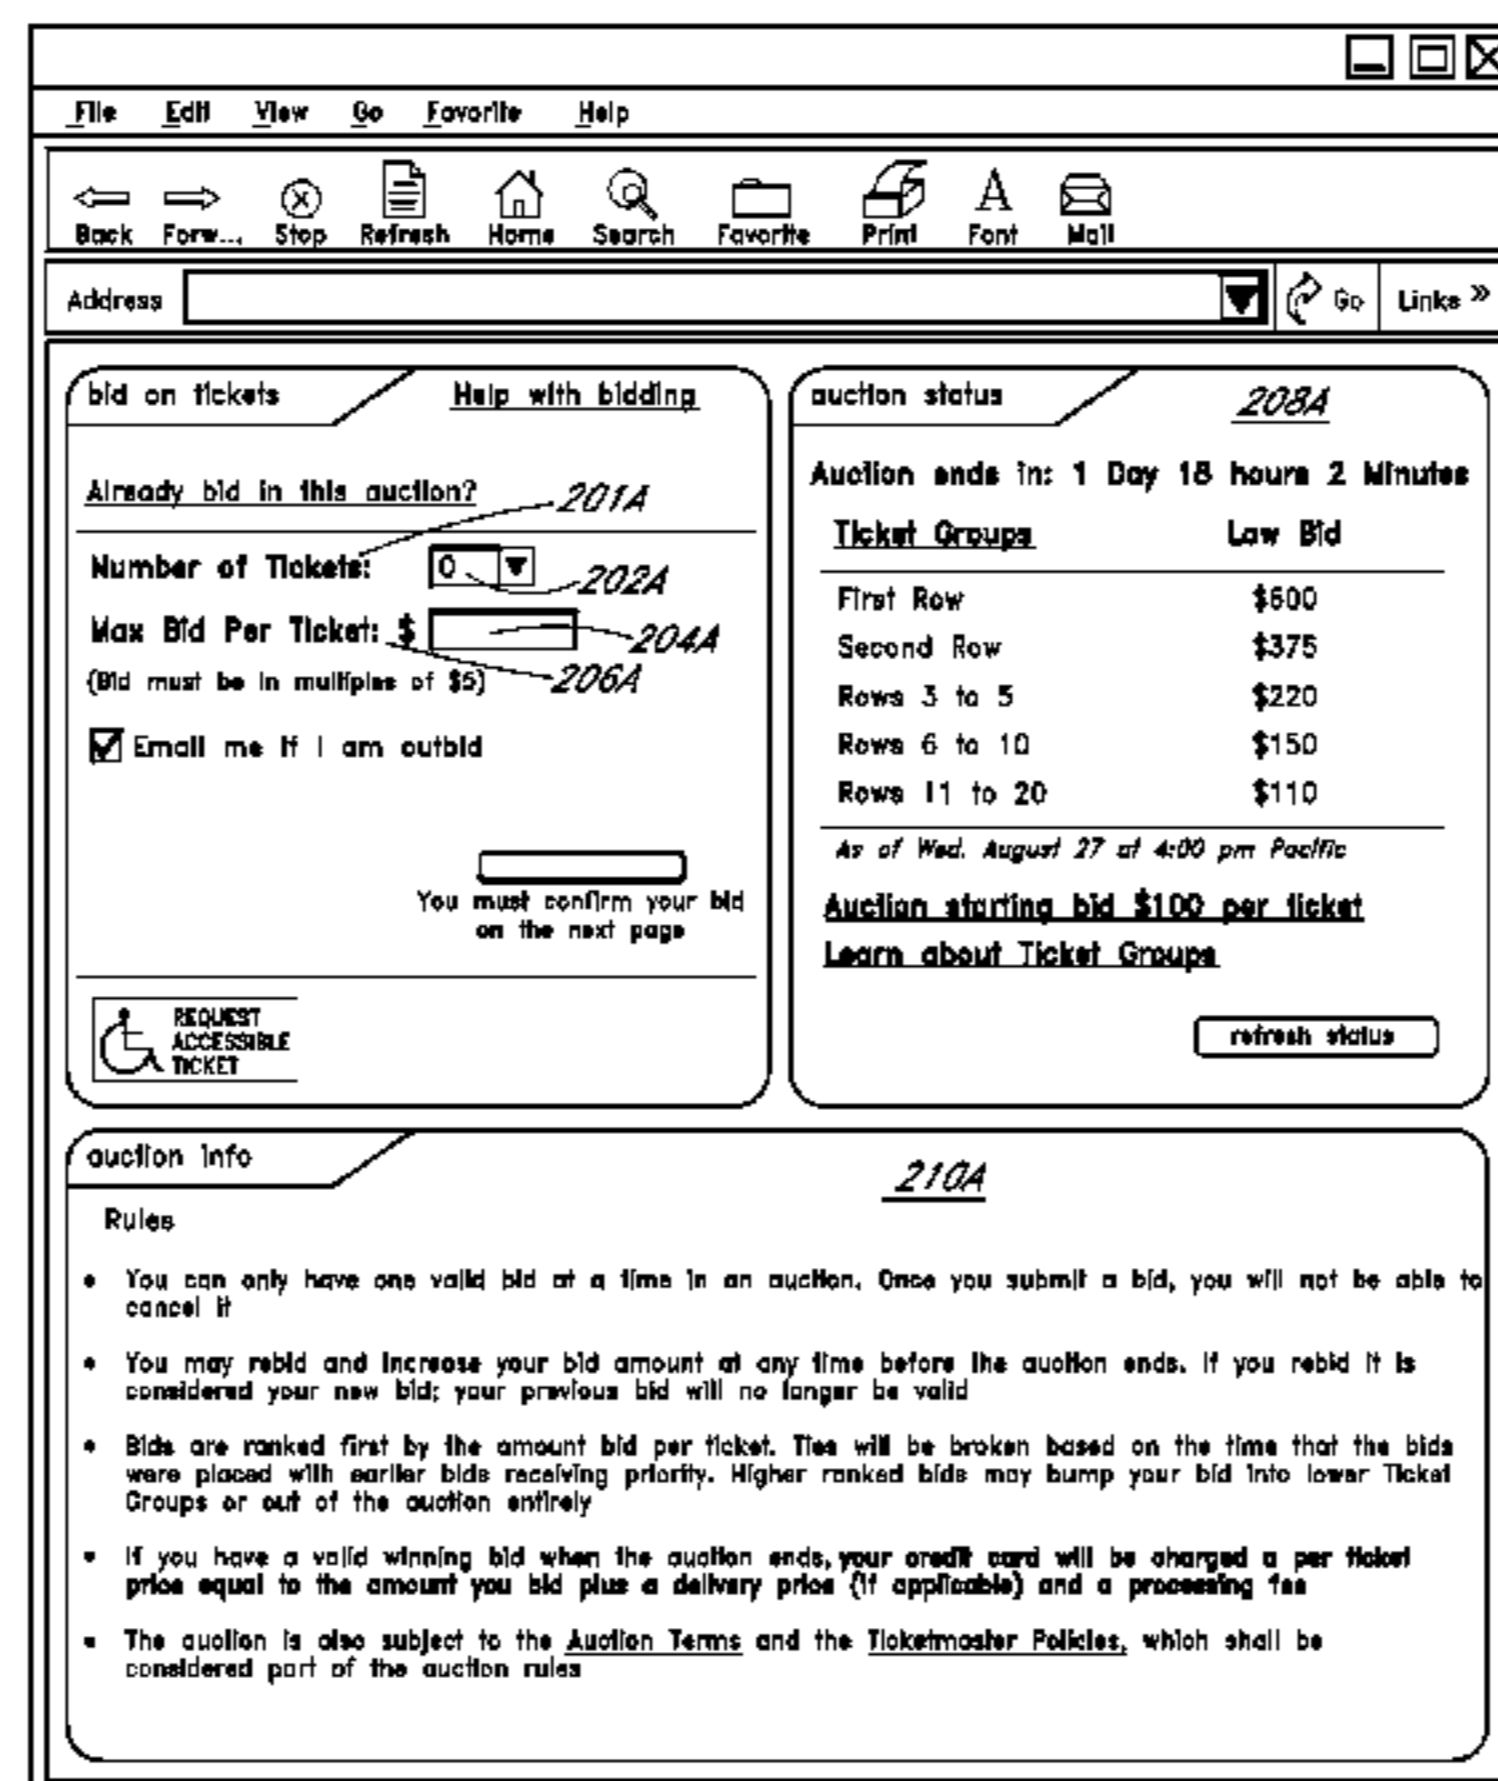 File Edit View Go Favorite Help
Back Forw... Stop Refresh Home Search Favorite Print Font Mail
Address Go Links »
bid on tickets Help with bidding
Already bid in this auction? 201A
Number of Tickets: 0 202A
Max Bid Per Ticket: $ 204A
(Bid must be in multiples of $5) 206A
Email me if I am outbid
You must confirm your bid
on the next page
REQUEST
ACCESSIBLE
TICKET
auction status 208A
Auction ends in: 1 Day 18 hours 2 Minutes
Ticket Groups Low Bid
First Row $600
Second Row $375
Rows 3 to 5 $220
Rows 6 to 10 $150
Rows 11 to 20 $110
As of Wed. August 27 at 4:00 pm Pacific
Auction starting bid $100 per ticket
Learn about Ticket Groups
refresh status
auction info 210A
Rules
• You can only have one valid bid at a time in an auction. Once you submit a bid, you will not be able to
cancel it
• You may rebid and increase your bid amount at any time before the auction ends. If you rebid it is
considered your new bid; your previous bid will no longer be valid
• Bids are ranked first by the amount bid per ticket. Ties will be broken based on the time that the bids
were placed with earlier bids receiving priority. Higher ranked bids may bump your bid into lower Ticket
Groups or out of the auction entirely
• If you have a valid winning bid when the auction ends, your credit card will be charged a per ticket
price equal to the amount you bid plus a delivery price (if applicable) and a processing fee
• The auction is also subject to the Auction Terms and the Ticketmaster Policies, which shall be
considered part of the auction rules